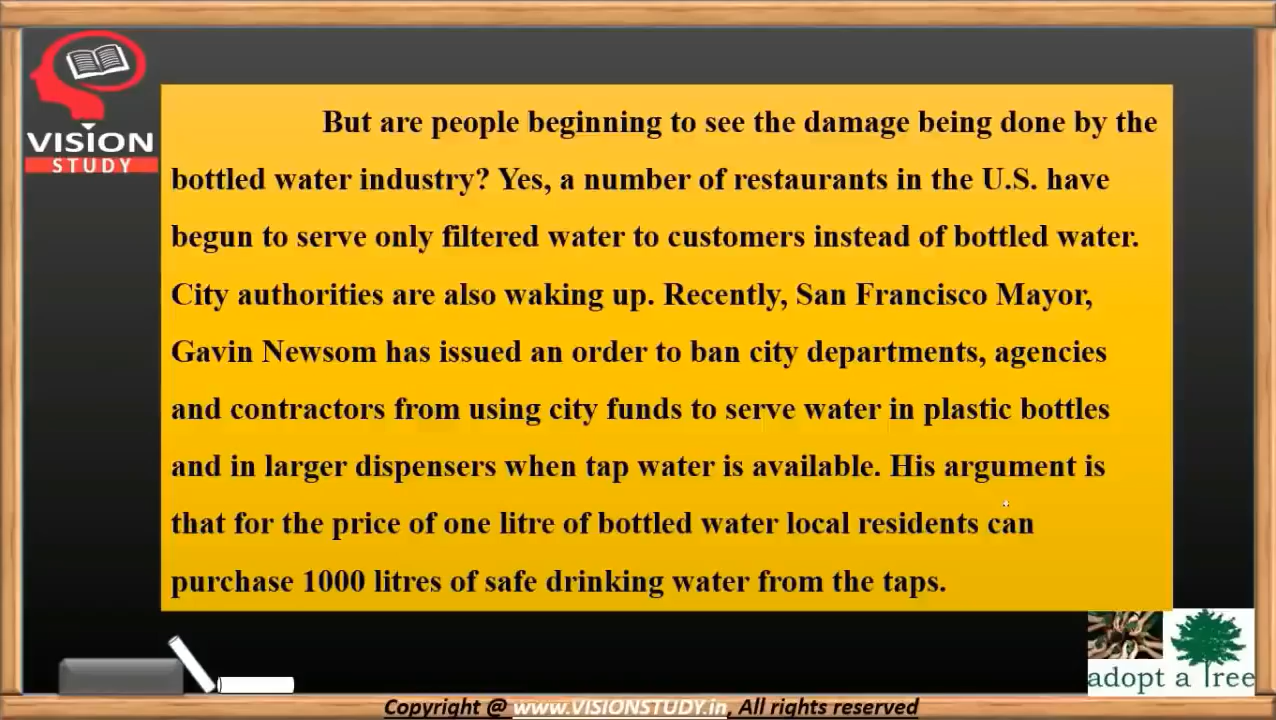 VISION
STUDY
But are people beginning to see the damage being done by the
bottled water industry? Yes, a number of restaurants in the U.S. have
begun to serve only filtered water to customers instead of bottled water.
City authorities are also waking up. Recently, San Francisco Mayor,
Gavin Newsom has issued an order to ban city departments, agencies
and contractors from using city funds to serve water in plastic bottles
and in larger dispensers when tap water is available. His argument is
that for the price of one litre of bottled water local residents can
purchase 1000 litres of safe drinking water from the taps.
adopt a Tree
Copyright @ www.VISIONSTUDY.in, All rights reserved